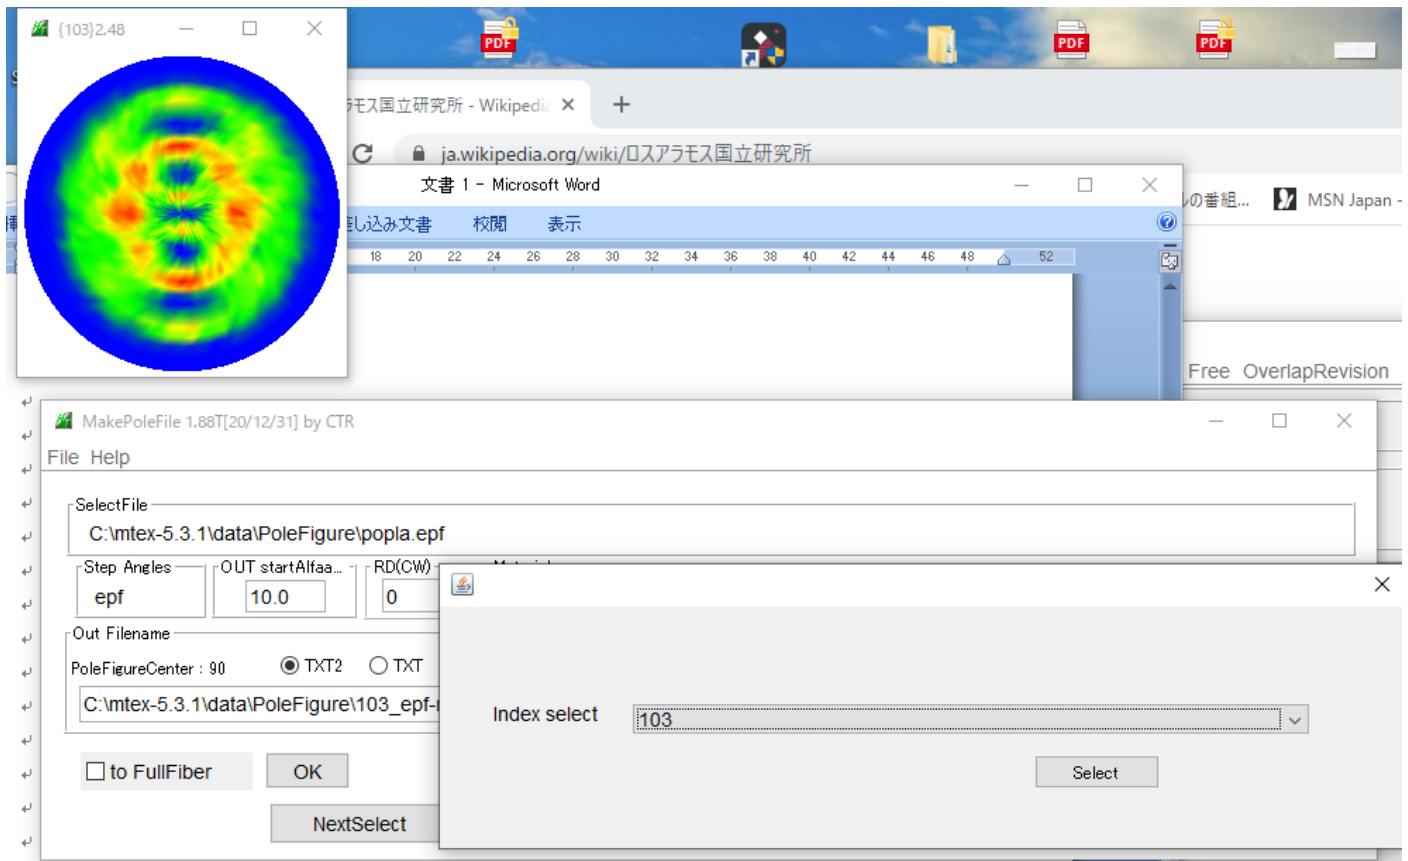 {103}2.48
PDF
PDF
PDF
ラモス国立研究所 - Wikipedia
ja.wikipedia.org/wiki/ロスアラモス国立研究所
文書 1 - Microsoft Word
の番組...
MSN Japan -
し込み文書 校閲 表示
18 20 22 24 26 28 30 32 34 36 38 40 42 44 46 48 52
Free OverlapRevision
MakePoleFile 1.88T[20/12/31] by CTR
File Help
SelectFile
C:\mtex-5.3.1\data\PoleFigure\popla.epf
Step Angles OUT startAlfaa... RD(CW)
epf 10.0 0
Out Filename
PoleFigureCenter : 90 TXT2 TXT
C:\mtex-5.3.1\data\PoleFigure\103_epf-
Index select 103
Select
to FullFiber OK
NextSelect